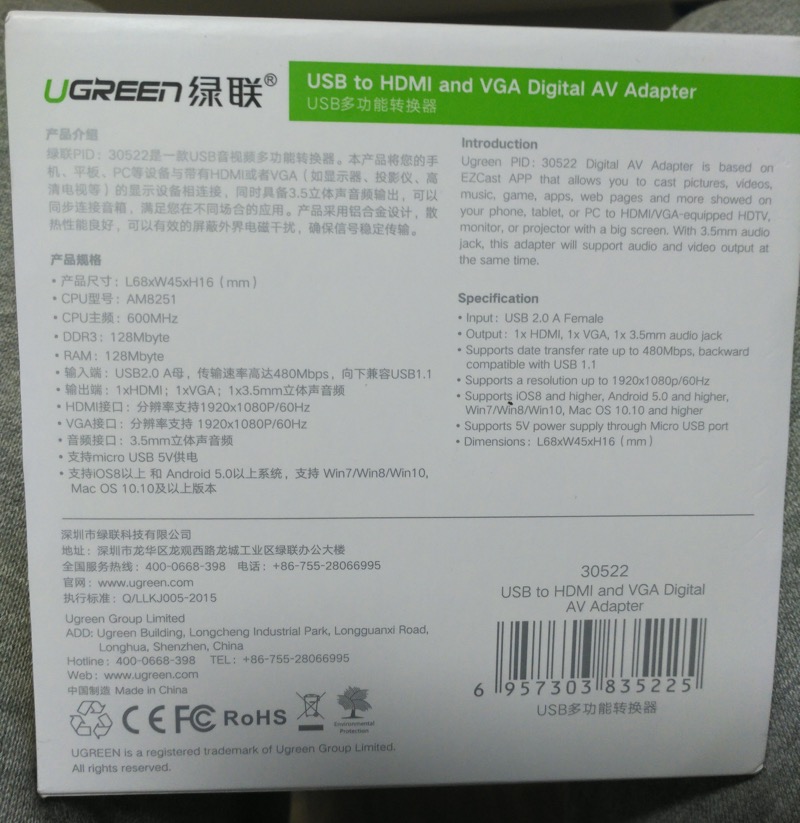 UGREEN 绿联®
USB to HDMI and VGA Digital AV Adapter
USB多功能转换器
产品介绍
绿联PID：30522是一款USB音视频多功能转换器。本产品将您的手
机、平板、PC等设备与带有HDMI或者VGA（如显示器、投影仪、高
清电视等）的显示设备相连接，同时具备3.5立体声音频输出，可以
同步连接音箱，满足您在不同场合的应用。产品采用铝合金设计，散
热性能良好，可以有效的屏蔽外界电磁干扰，确保信号稳定传输。
产品规格
• 产品尺寸：L68xW45xH16（mm）
• CPU型号：AM8251
• CPU主频：600MHz
• DDR3：128Mbyte
• RAM：128Mbyte
• 输入端：USB2.0 A母，传输速率高达480Mbps，向下兼容USB1.1
• 输出端：1xHDMI；1xVGA；1x3.5mm立体声音频
• HDMI接口：分辨率支持1920x1080P/60Hz
• VGA接口：分辨率支持1920x1080P/60Hz
• 音频接口：3.5mm立体声音频
• 支持micro USB 5V供电
• 支持iOS8以上 和 Android 5.0以上系统，支持 Win7/Win8/Win10,
Mac OS 10.10及以上版本
Introduction
Ugreen PID: 30522 Digital AV Adapter is based on
EZCast APP that allows you to cast pictures, videos,
music, game, apps, web pages and more showed on
your phone, tablet, or PC to HDMI/VGA-equipped HDTV,
monitor, or projector with a big screen. With 3.5mm audio
jack, this adapter will support audio and video output at
the same time.
Specification
• Input: USB 2.0 A Female
• Output: 1x HDMI, 1x VGA, 1x 3.5mm audio jack
• Supports date transfer rate up to 480Mbps, backward
compatible with USB 1.1
• Supports a resolution up to 1920x1080p/60Hz
• Supports iOS8 and higher, Android 5.0 and higher,
Win7/Win8/Win10, Mac OS 10.10 and higher
• Supports 5V power supply through Micro USB port
• Dimensions: L68xW45xH16（mm）
深圳市绿联科技有限公司
地址：深圳市龙华区龙观西路龙城工业区绿联办公大楼
全国服务热线：400-0668-398 电话：+86-755-28066995
官网：www.ugreen.com
执行标准：Q/LLKJ005-2015
Ugreen Group Limited
ADD: Ugreen Building, Longcheng Industrial Park, Longguanxi Road,
Longhua, Shenzhen, China
Hotline: 400-0668-398 TEL: +86-755-28066995
Web: www.ugreen.com
中国制造 Made in China
CE FC RoHS
Environmental
Protection
UGREEN is a registered trademark of Ugreen Group Limited.
All rights reserved.
30522
USB to HDMI and VGA Digital
AV Adapter
6 957303 835225
USB多功能转换器